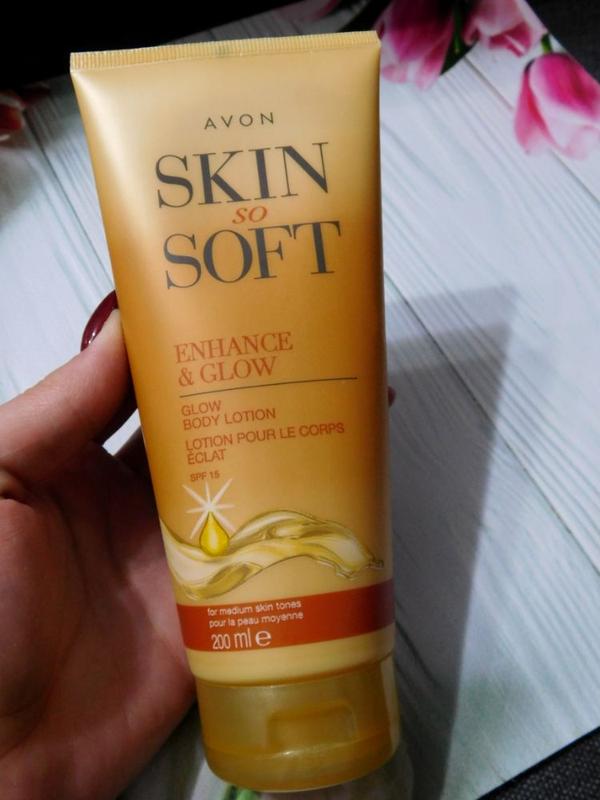 AVON
SKIN
so
SOFT
ENHANCE
& GLOW
GLOW
BODY LOTION
LOTION POUR LE CORPS
ÉCLAT
SPF 15
for medium skin tones
pour la peau moyenne
200 ml e